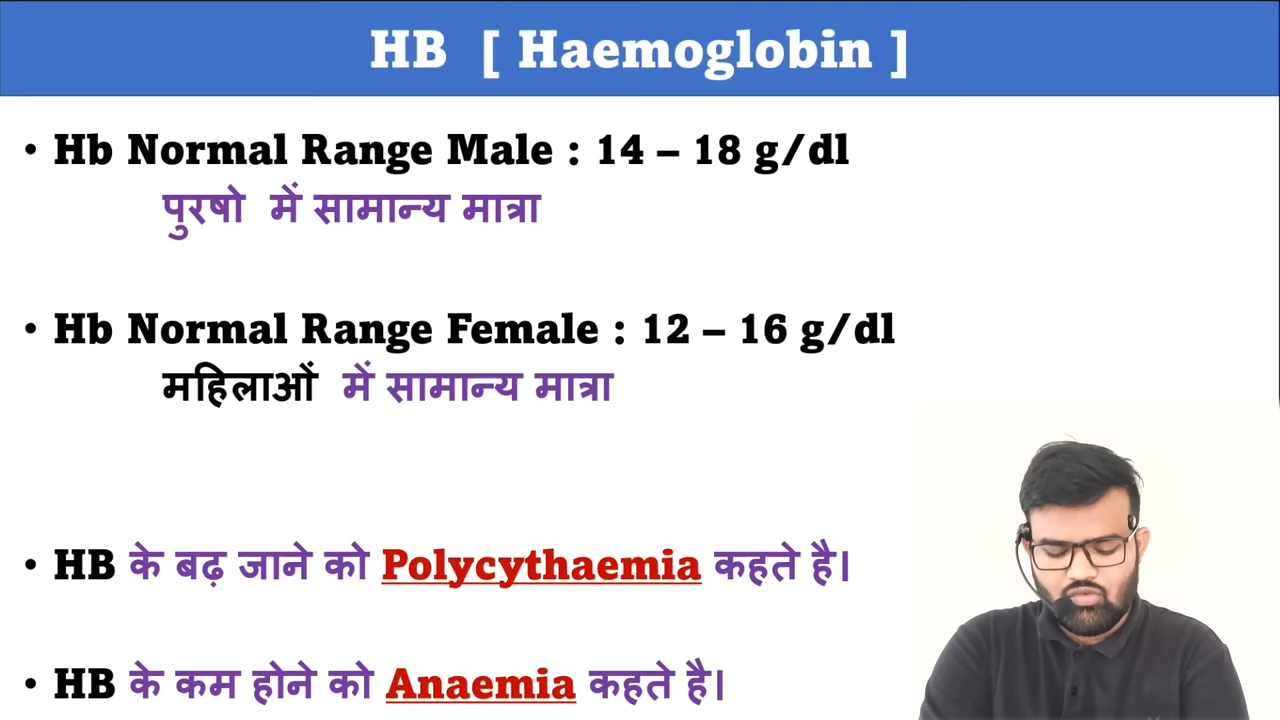 HB [ Haemoglobin ]
• Hb Normal Range Male : 14 – 18 g/dl
पुरषो में सामान्य मात्रा
• Hb Normal Range Female : 12 – 16 g/dl
महिलाओं में सामान्य मात्रा
• HB के बढ़ जाने को Polycythaemia कहते है।
• HB के कम होने को Anaemia कहते है।